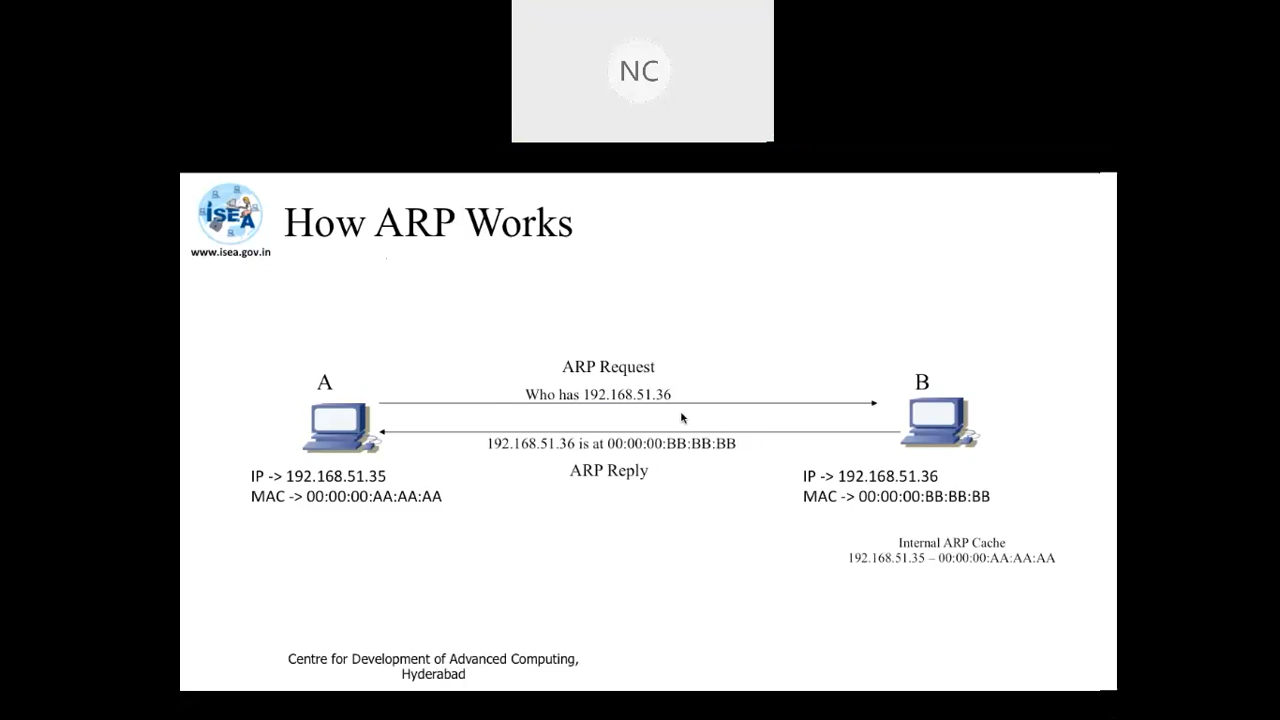 NC
iSEA
www.isea.gov.in
How ARP Works
ARP Request
A
Who has 192.168.51.36
B
192.168.51.36 is at 00:00:00:BB:BB:BB
ARP Reply
IP -> 192.168.51.35
MAC -> 00:00:00:AA:AA:AA
IP -> 192.168.51.36
MAC -> 00:00:00:BB:BB:BB
Internal ARP Cache
192.168.51.35 – 00:00:00:AA:AA:AA
Centre for Development of Advanced Computing,
Hyderabad